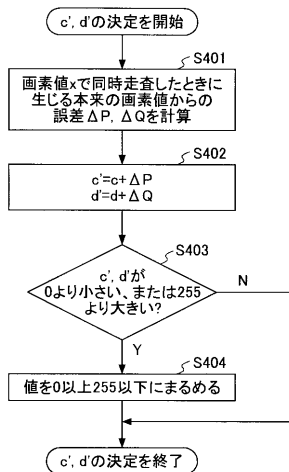 c', d'の決定を開始
S401
画素値xで同時走査したときに
生じる本来の画素値からの
誤差ΔP, ΔQを計算
S402
c'=c+ΔP
d'=d+ΔQ
S403
c', d'が
0より小さい、または255
より大きい?
N
Y
S404
値を0以上255以下にまるめる
c', d'の決定を終了